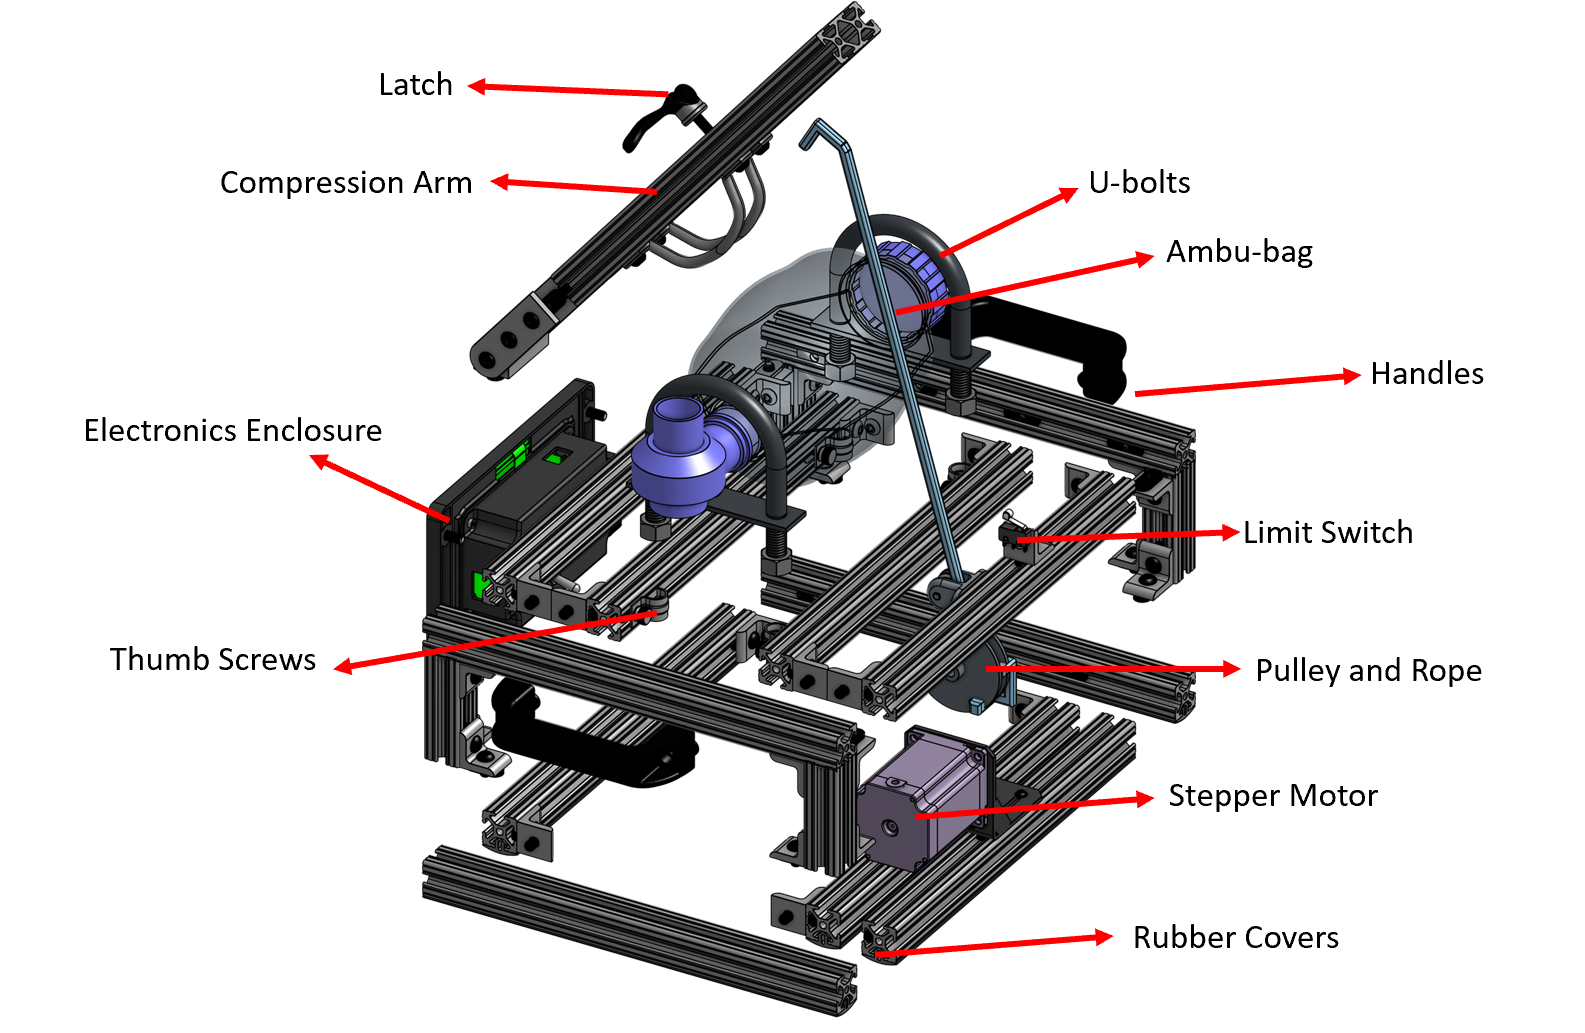 Latch
Compression Arm
U-bolts
Ambu-bag
Handles
Electronics Enclosure
Limit Switch
Thumb Screws
Pulley and Rope
Stepper Motor
Rubber Covers